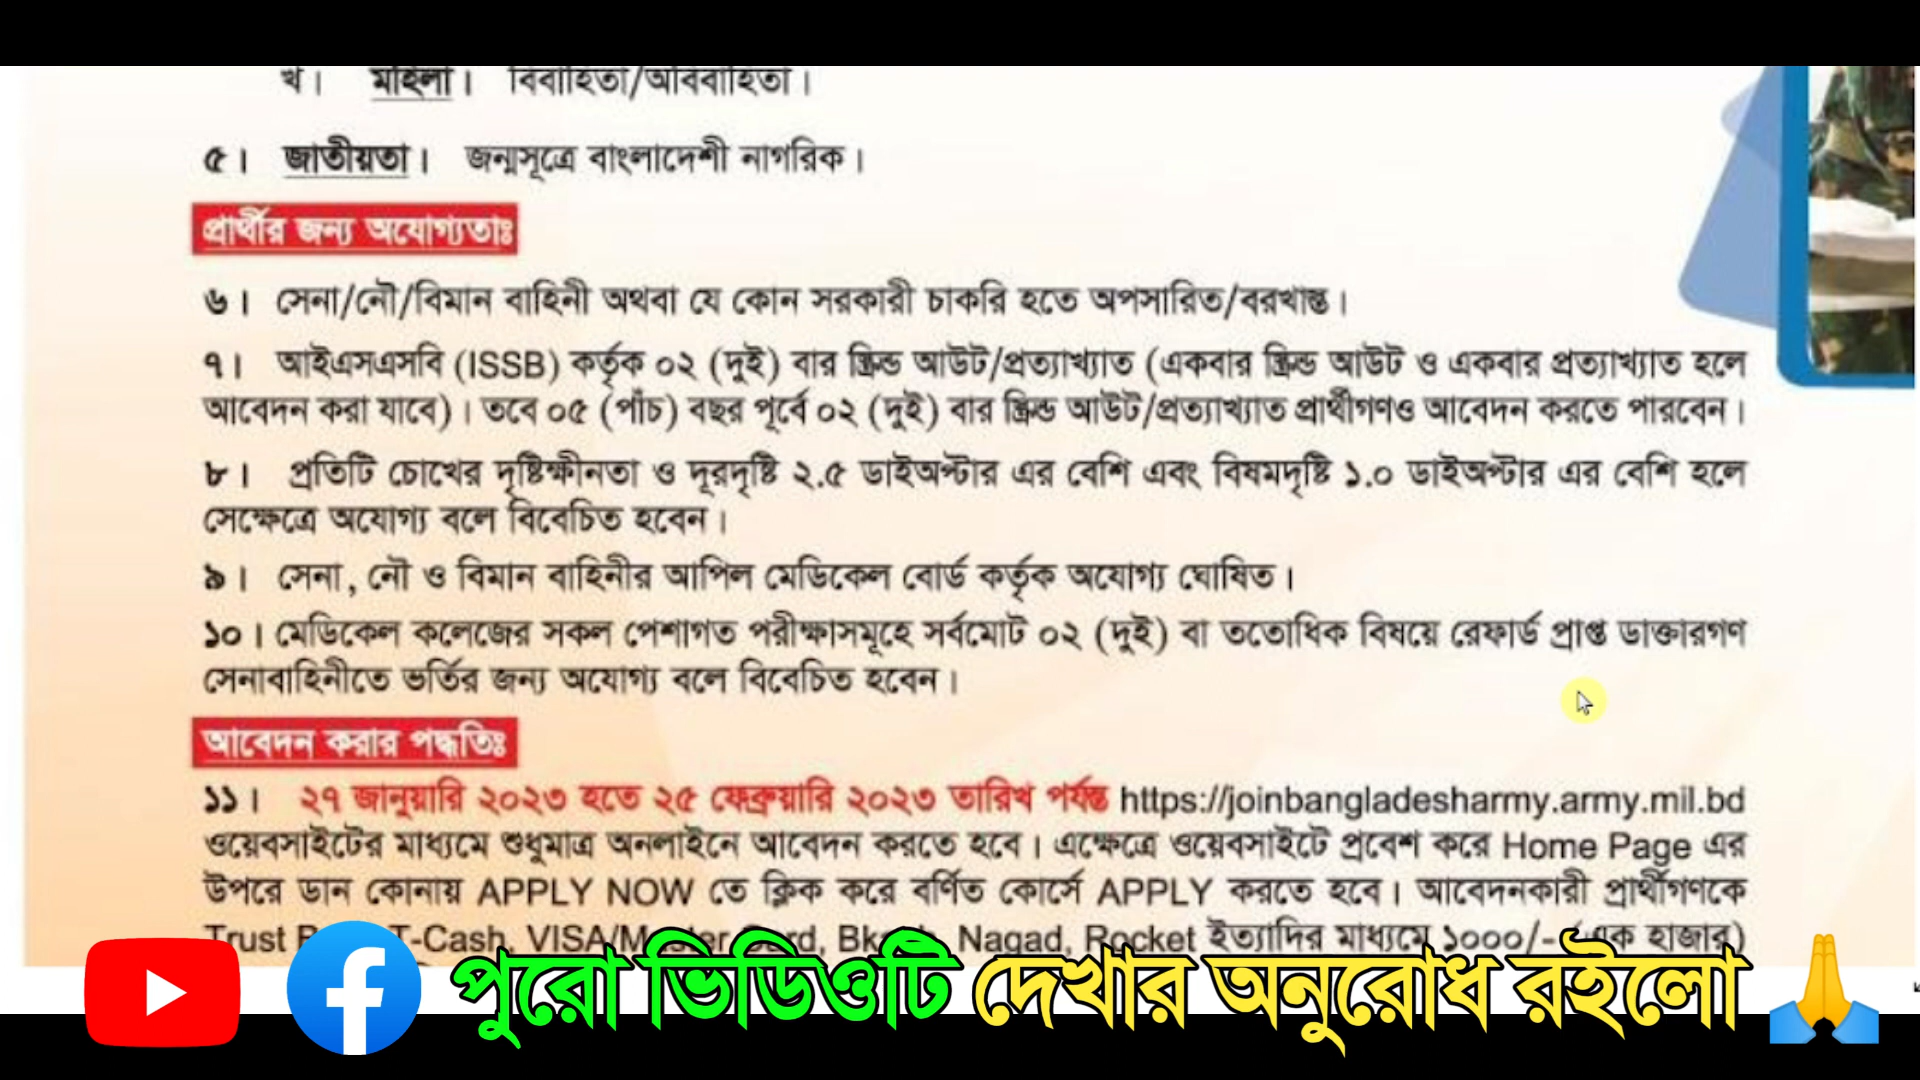 খ। মহিলা। বিবাহিতা/অবিবাহিতা।
৫। জাতীয়তা। জন্মসূত্রে বাংলাদেশী নাগরিক।
প্রার্থীর জন্য অযোগ্যতাঃ
৬। সেনা/নৌ/বিমান বাহিনী অথবা যে কোন সরকারী চাকরি হতে অপসারিত/বরখাস্ত।
৭। আইএসএসবি (ISSB) কর্তৃক ০২ (দুই) বার স্ক্রিন্ড আউট/প্রত্যাখ্যাত (একবার স্ক্রিন্ড আউট ও একবার প্রত্যাখ্যাত হলে
আবেদন করা যাবে)। তবে ০৫ (পাঁচ) বছর পূর্বে ০২ (দুই) বার স্ক্রিন্ড আউট/প্রত্যাখ্যাত প্রার্থীগণও আবেদন করতে পারবেন।
৮। প্রতিটি চোখের দৃষ্টিক্ষীনতা ও দূরদৃষ্টি ২.৫ ডাইঅপ্টার এর বেশি এবং বিষমদৃষ্টি ১.০ ডাইঅপ্টার এর বেশি হলে
সেক্ষেত্রে অযোগ্য বলে বিবেচিত হবেন।
৯। সেনা, নৌ ও বিমান বাহিনীর আপিল মেডিকেল বোর্ড কর্তৃক অযোগ্য ঘোষিত।
১০। মেডিকেল কলেজের সকল পেশাগত পরীক্ষাসমূহে সর্বমোট ০২ (দুই) বা ততোধিক বিষয়ে রেফার্ড প্রাপ্ত ডাক্তারগণ
সেনাবাহিনীতে ভর্তির জন্য অযোগ্য বলে বিবেচিত হবেন।
আবেদন করার পদ্ধতিঃ
১১। ২৭ জানুয়ারি ২০২৩ হতে ২৫ ফেব্রুয়ারি ২০২৩ তারিখ পর্যন্ত https://joinbangladesharmy.army.mil.bd
ওয়েবসাইটের মাধ্যমে শুধুমাত্র অনলাইনে আবেদন করতে হবে। এক্ষেত্রে ওয়েবসাইটে প্রবেশ করে Home Page এর
উপরে ডান কোনায় APPLY NOW তে ক্লিক করে বর্ণিত কোর্সে APPLY করতে হবে। আবেদনকারী প্রার্থীগণকে
Trust T-Cash, VISA/Master Card, Bkash, Nagad, Rocket ইত্যাদির মাধ্যমে ১০০০/- (এক হাজার)
পুরো ভিডিওটি দেখার অনুরোধ রইলো